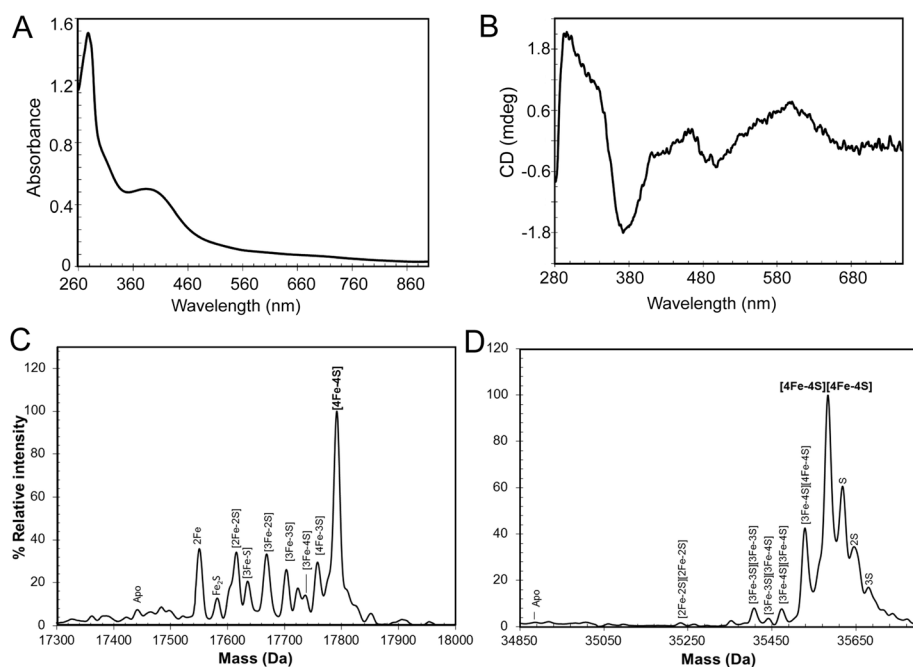 A
Absorbance
1.6
1.2
0.8
0.4
0
260
360
460
560
660
760
860
Wavelength (nm)
B
CD (mdeg)
1.8
0.6
-0.6
-1.8
280
380
480
580
680
Wavelength (nm)
C
% Relative intensity
120
100
80
60
40
20
0
Apo
2Fe
Fe₂S
[2Fe-2S]
[3Fe-S]
[3Fe-2S]
[3Fe-3S]
[3Fe-4S]
[4Fe-3S]
[4Fe-4S]
17300
17400
17500
17600
17700
17800
17900
18000
Mass (Da)
D
120
100
80
60
40
20
0
Apo
[2Fe-2S][2Fe-2S]
[3Fe-3S][3Fe-3S]
[3Fe-3S][3Fe-4S]
[3Fe-4S][3Fe-4S]
[3Fe-4S][4Fe-4S]
[4Fe-4S][4Fe-4S]
S
2S
3S
34850
35050
35250
35450
35650
Mass (Da)